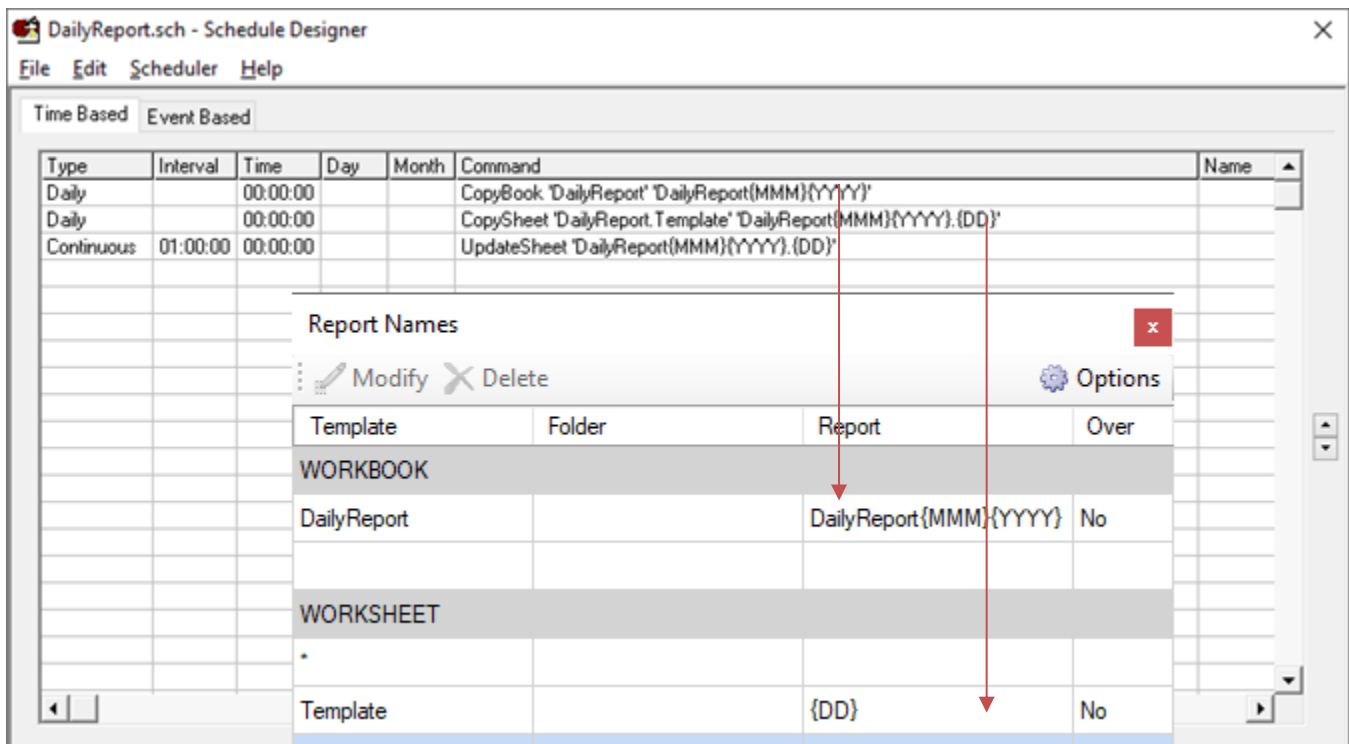 DailyReport.sch - Schedule Designer
File Edit Scheduler Help
Time Based Event Based
Type Interval Time Day Month Command Name
Daily 00:00:00 CopyBook 'DailyReport' 'DailyReport{MMM}{YYYY}'
Daily 00:00:00 CopySheet 'DailyReport.Template' 'DailyReport{MMM}{YYYY}.{DD}'
Continuous 01:00:00 00:00:00 UpdateSheet 'DailyReport{MMM}{YYYY}.{DD}'
Report Names
Modify Delete Options
Template Folder Report Over
WORKBOOK
DailyReport DailyReport{MMM}{YYYY} No
WORKSHEET
*
Template {DD} No